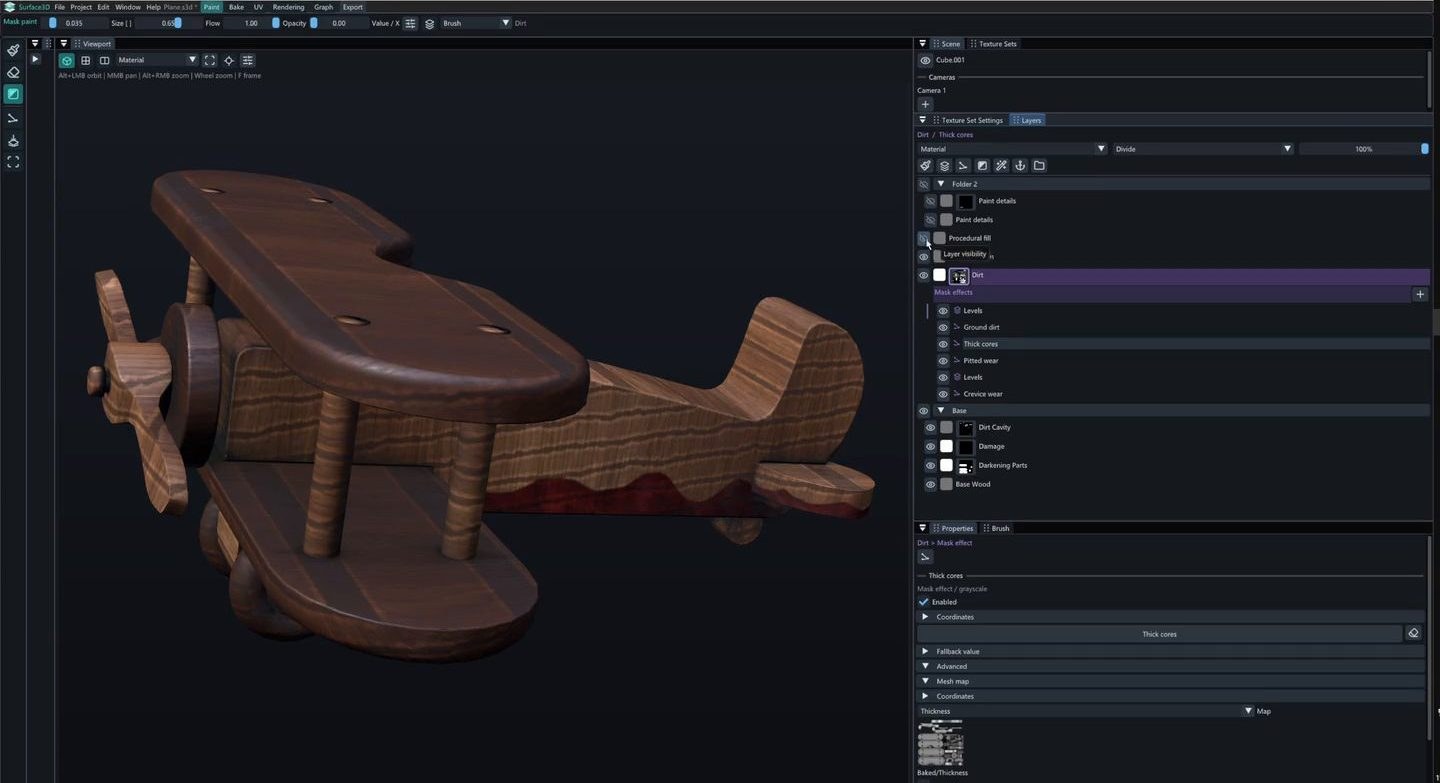 Surface3D File Project Edit Window Help Plane.s3d * Paint Bake UV Rendering Graph Export
Mask paint 0.035 Size [ ] 0.65 Flow 1.00 Opacity 0.00 Value / X Brush Dirt
Viewport
Material
Alt+LMB orbit | MMB pan | Alt+RMB zoom | Wheel zoom | F frame
Scene Texture Sets
Cube.001
Cameras
Camera 1
+
Texture Set Settings Layers
Dirt / Thick cores
Material Divide 100%
Folder 2
Paint details
Paint details
Procedural fill
Layer visibility
Dirt
Mask effects +
Levels
Ground dirt
Thick cores
Pitted wear
Levels
Crevice wear
Base
Dirt Cavity
Damage
Darkening Parts
Base Wood
Properties Brush
Dirt > Mask effect
Thick cores
Mask effect / grayscale
Enabled
Coordinates
Thick cores
Fallback value
Advanced
Mesh map
Coordinates
Thickness Map
Baked/Thickness